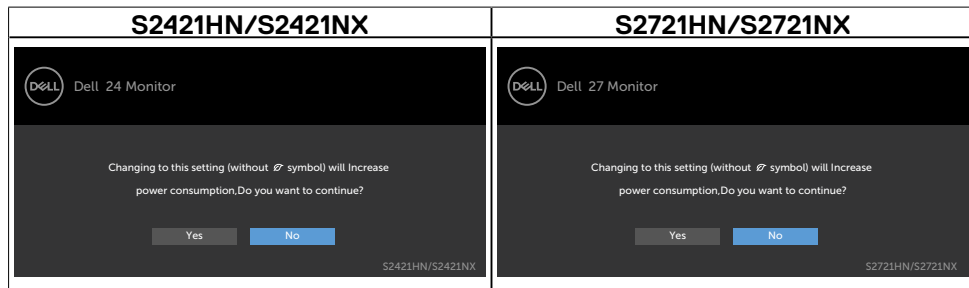 S2421HN/S2421NX
S2721HN/S2721NX
DELL
Dell 24 Monitor
Changing to this setting (without symbol) will Increase
power consumption,Do you want to continue?
Yes
No
S2421HN/S2421NX
DELL
Dell 27 Monitor
Changing to this setting (without symbol) will Increase
power consumption,Do you want to continue?
Yes
No
S2721HN/S2721NX